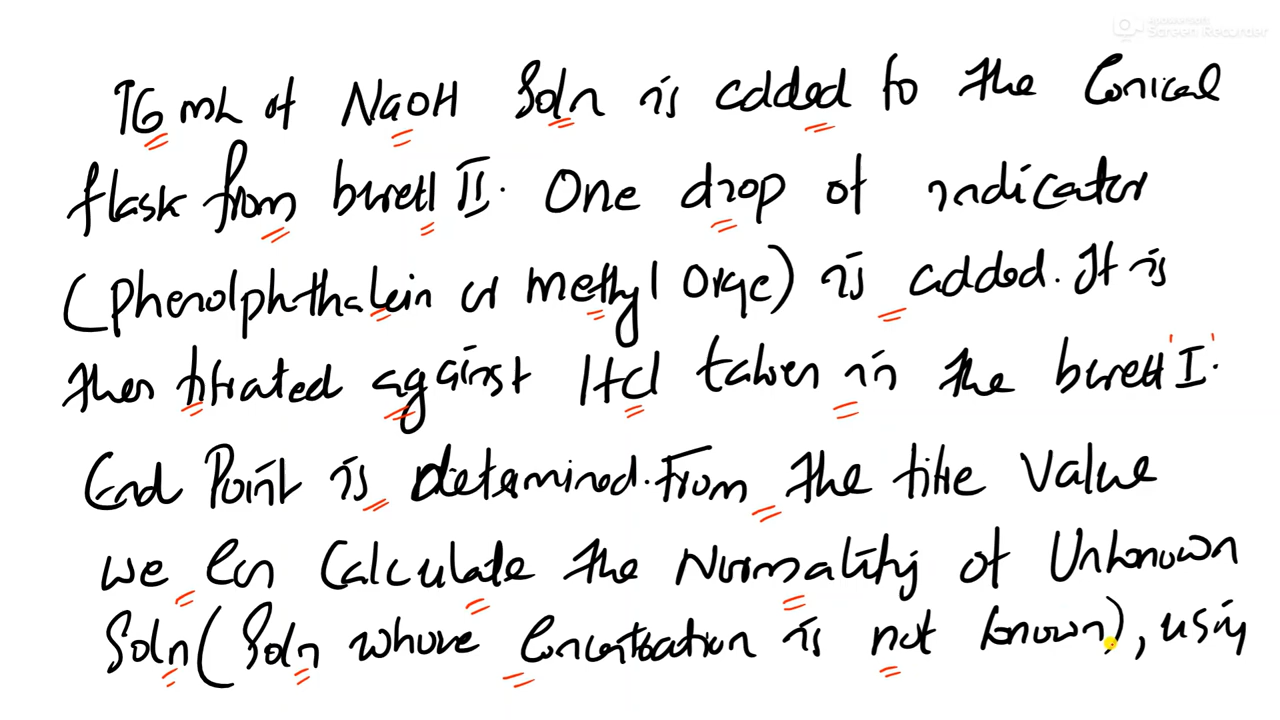 Apowersoft
Screen Recorder
16 mL of NaOH Soln is added to the Conical
flask from burett II. One drop of indicator
(Phenolphthalein or methyl Orge) is added. It is
then titrated against Hcl taken in the burett 'I'.
End Point is determined. From the titre value
we can Calculate the Normality of Unknown
Soln (Soln whose Concentration is not known), using